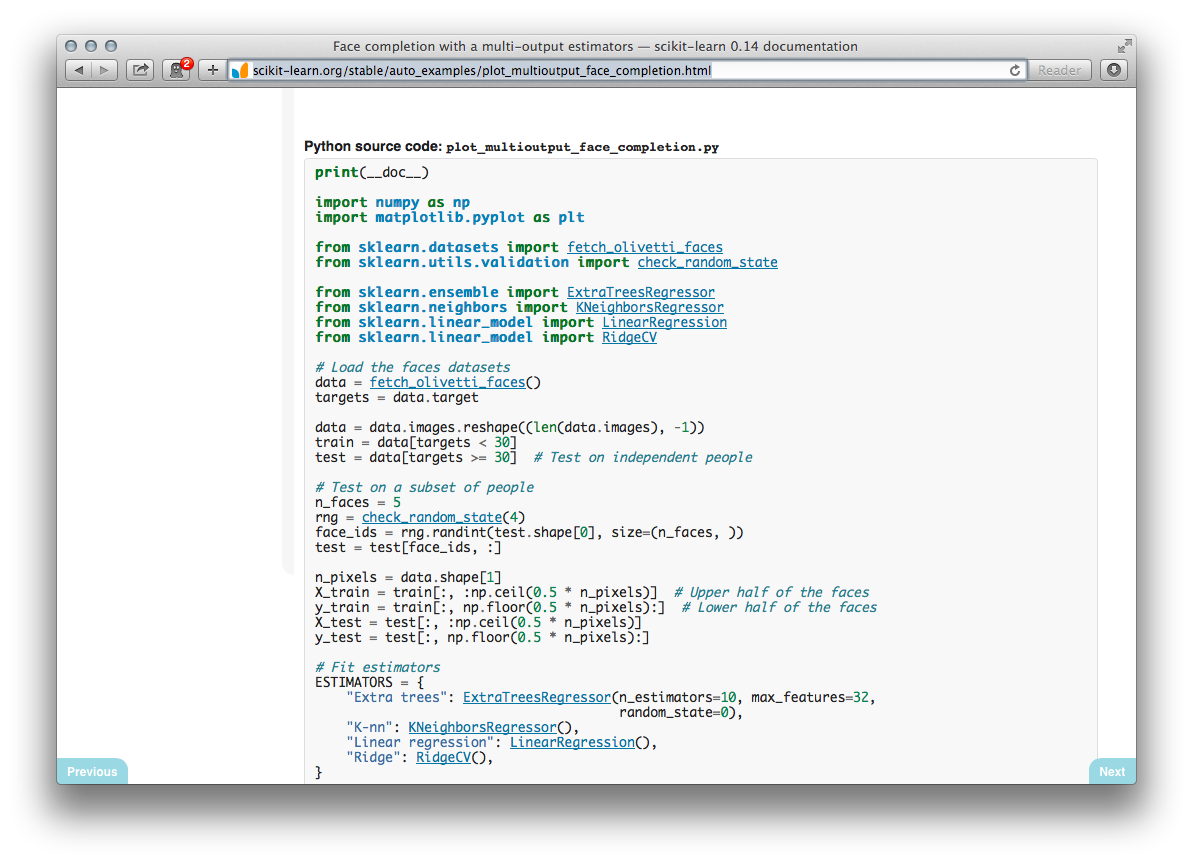 Face completion with a multi-output estimators — scikit-learn 0.14 documentation
2
scikit-learn.org/stable/auto_examples/plot_multioutput_face_completion.html
Reader
Python source code: plot_multioutput_face_completion.py
print(__doc__)
import numpy as np
import matplotlib.pyplot as plt
from sklearn.datasets import fetch_olivetti_faces
from sklearn.utils.validation import check_random_state
from sklearn.ensemble import ExtraTreesRegressor
from sklearn.neighbors import KNeighborsRegressor
from sklearn.linear_model import LinearRegression
from sklearn.linear_model import RidgeCV
# Load the faces datasets
data = fetch_olivetti_faces()
targets = data.target
data = data.images.reshape((len(data.images), -1))
train = data[targets < 30]
test = data[targets >= 30]  # Test on independent people
# Test on a subset of people
n_faces = 5
rng = check_random_state(4)
face_ids = rng.randint(test.shape[0], size=(n_faces, ))
test = test[face_ids, :]
n_pixels = data.shape[1]
X_train = train[:, :np.ceil(0.5 * n_pixels)]  # Upper half of the faces
y_train = train[:, np.floor(0.5 * n_pixels):]  # Lower half of the faces
X_test = test[:, :np.ceil(0.5 * n_pixels)]
y_test = test[:, np.floor(0.5 * n_pixels):]
# Fit estimators
ESTIMATORS = {
    "Extra trees": ExtraTreesRegressor(n_estimators=10, max_features=32,
                                       random_state=0),
    "K-nn": KNeighborsRegressor(),
    "Linear regression": LinearRegression(),
    "Ridge": RidgeCV(),
}
Previous
Next